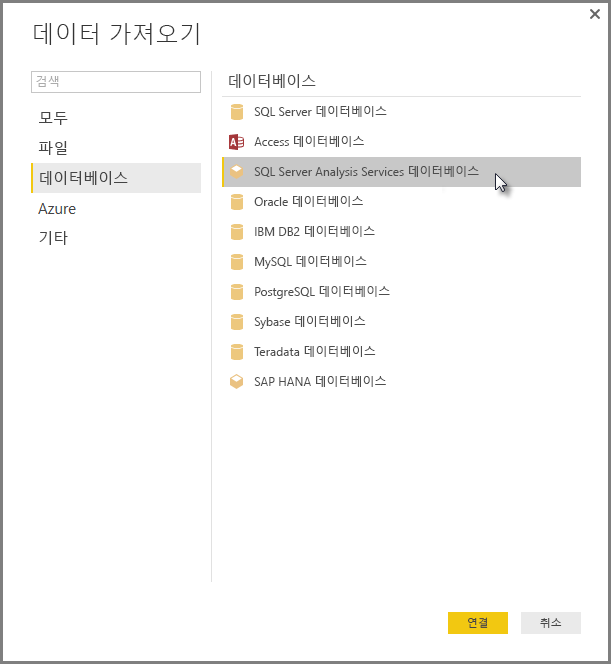 데이터 가져오기
검색
모두
파일
데이터베이스
Azure
기타
데이터베이스
SQL Server 데이터베이스
Access 데이터베이스
SQL Server Analysis Services 데이터베이스
Oracle 데이터베이스
IBM DB2 데이터베이스
MySQL 데이터베이스
PostgreSQL 데이터베이스
Sybase 데이터베이스
Teradata 데이터베이스
SAP HANA 데이터베이스
연결
취소